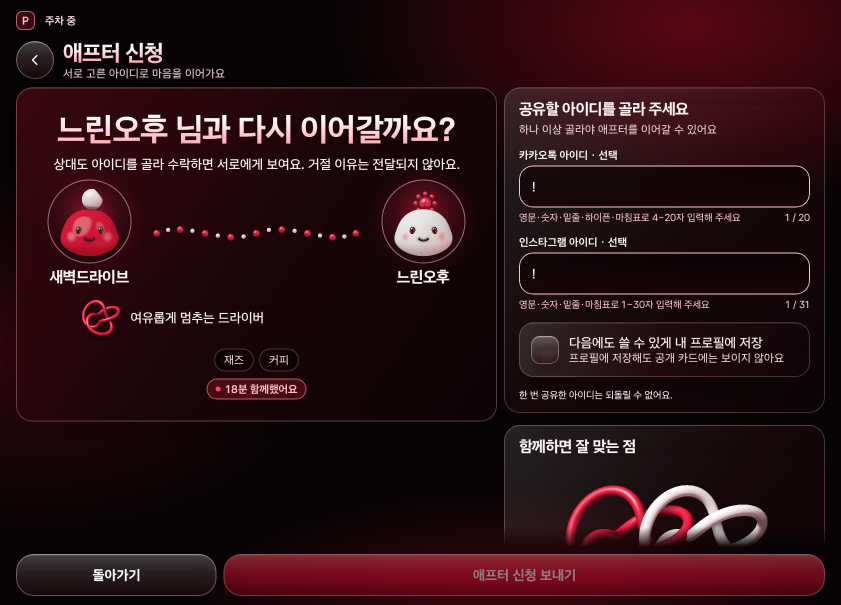 P 주차 중
애프터 신청
서로 고른 아이디로 마음을 이어가요
느린오후 님과 다시 이어갈까요?
상대도 아이디를 골라 수락하면 서로에게 보여요. 거절 이유는 전달되지 않아요.
새벽드라이브
느린오후
여유롭게 멈추는 드라이버
재즈
커피
18분 함께했어요
공유할 아이디를 골라 주세요
하나 이상 골라야 애프터를 이어갈 수 있어요
카카오톡 아이디 · 선택
!
영문·숫자·밑줄·하이픈·마침표로 4~20자 입력해 주세요 1 / 20
인스타그램 아이디 · 선택
!
영문·숫자·밑줄·마침표로 1~30자 입력해 주세요 1 / 31
다음에도 쓸 수 있게 내 프로필에 저장
프로필에 저장해도 공개 카드에는 보이지 않아요
한 번 공유한 아이디는 되돌릴 수 없어요.
함께하면 잘 맞는 점
돌아가기
애프터 신청 보내기